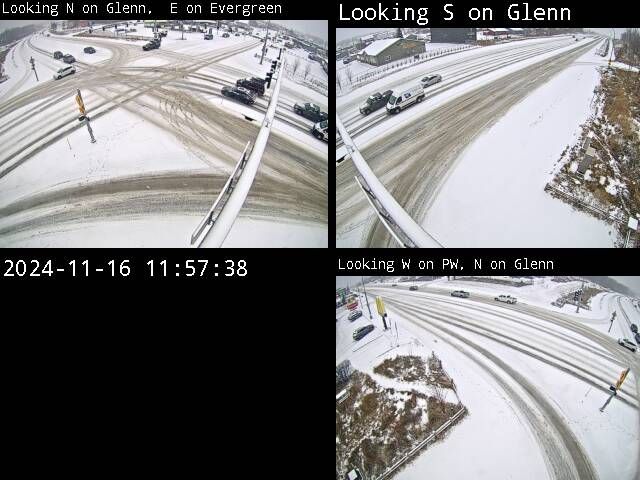 Looking N on Glenn,  E on Evergreen
Looking S on Glenn
2024-11-16 11:57:38
Looking W on PW, N on Glenn